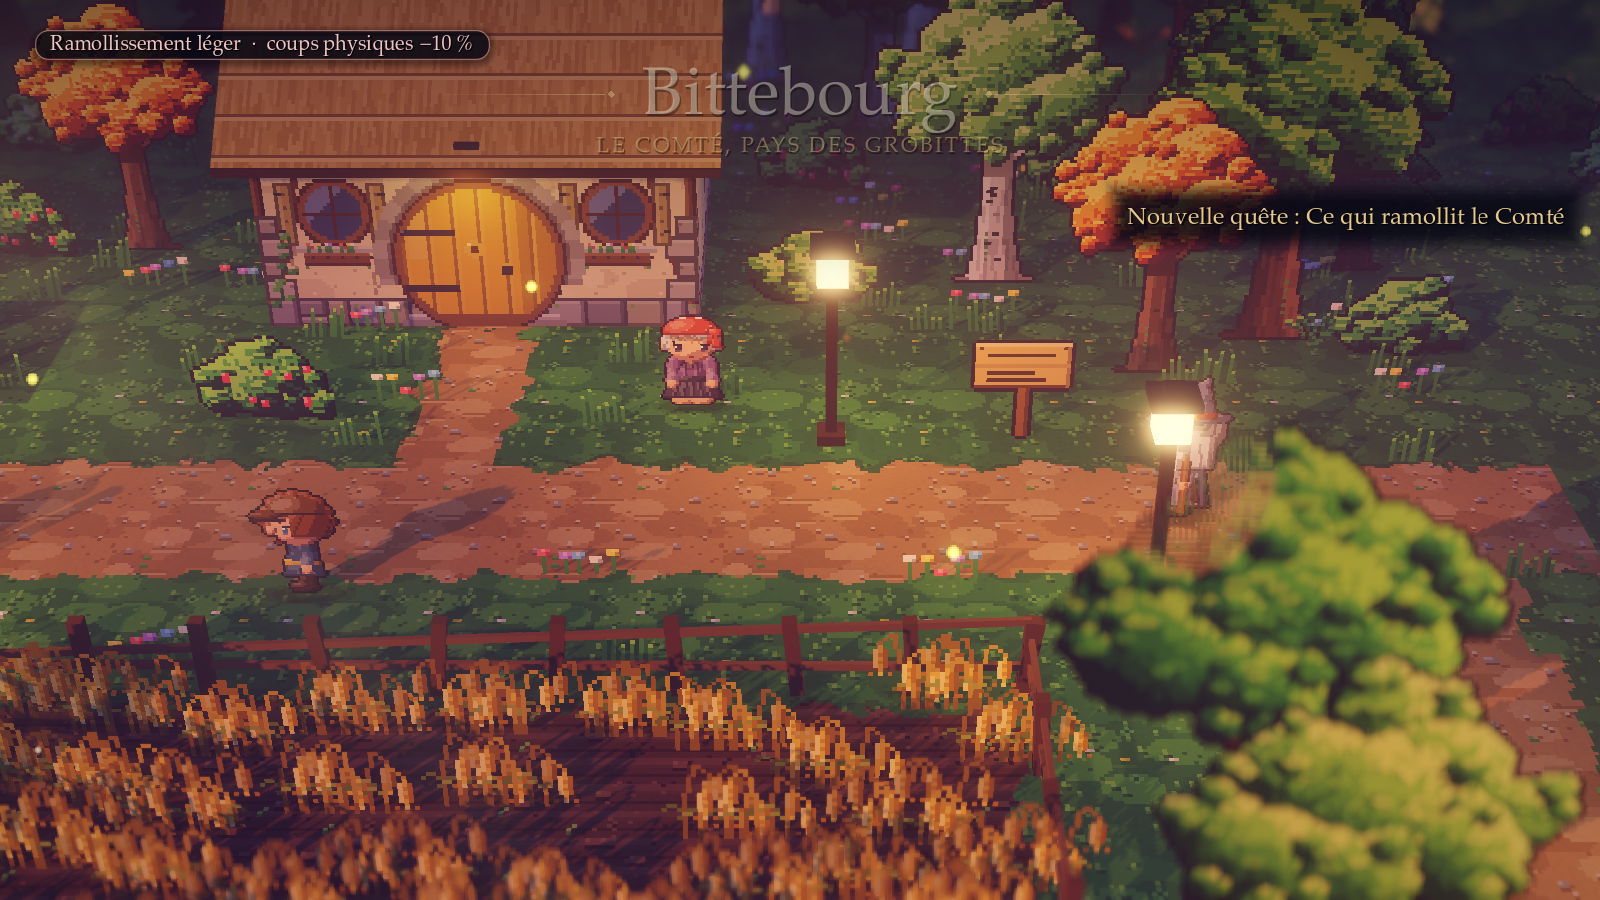 Ramollissement léger · coups physiques −10 %
Bittebourg
LE COMTÉ, PAYS DES GROBITTES
Nouvelle quête : Ce qui ramollit le Comté